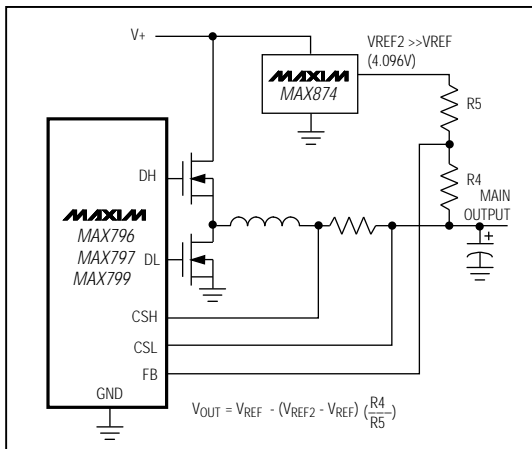 V+
VREF2 >>VREF
(4.096V)
MAXIM
MAX874
R5
R4
MAIN
OUTPUT
+
DH
MAXIM
MAX796
MAX797
MAX799
DL
CSH
CSL
FB
GND
VOUT = VREF - (VREF2 - VREF) (R4/R5)